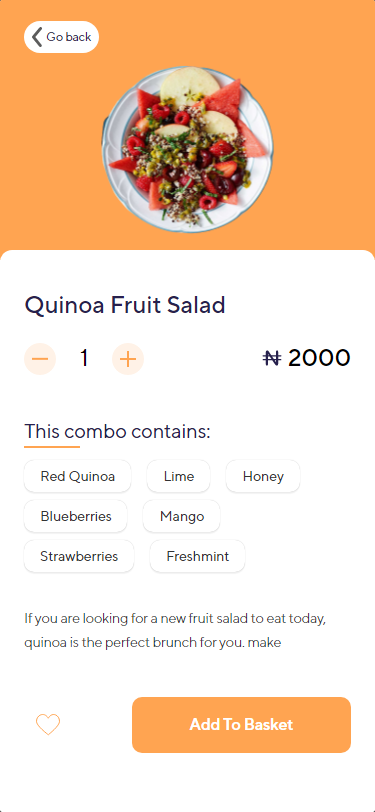 Go back
Quinoa Fruit Salad
1
₦ 2000
This combo contains:
Red Quinoa Lime Honey
Blueberries Mango
Strawberries Freshmint
If you are looking for a new fruit salad to eat today,
quinoa is the perfect brunch for you. make
Add To Basket